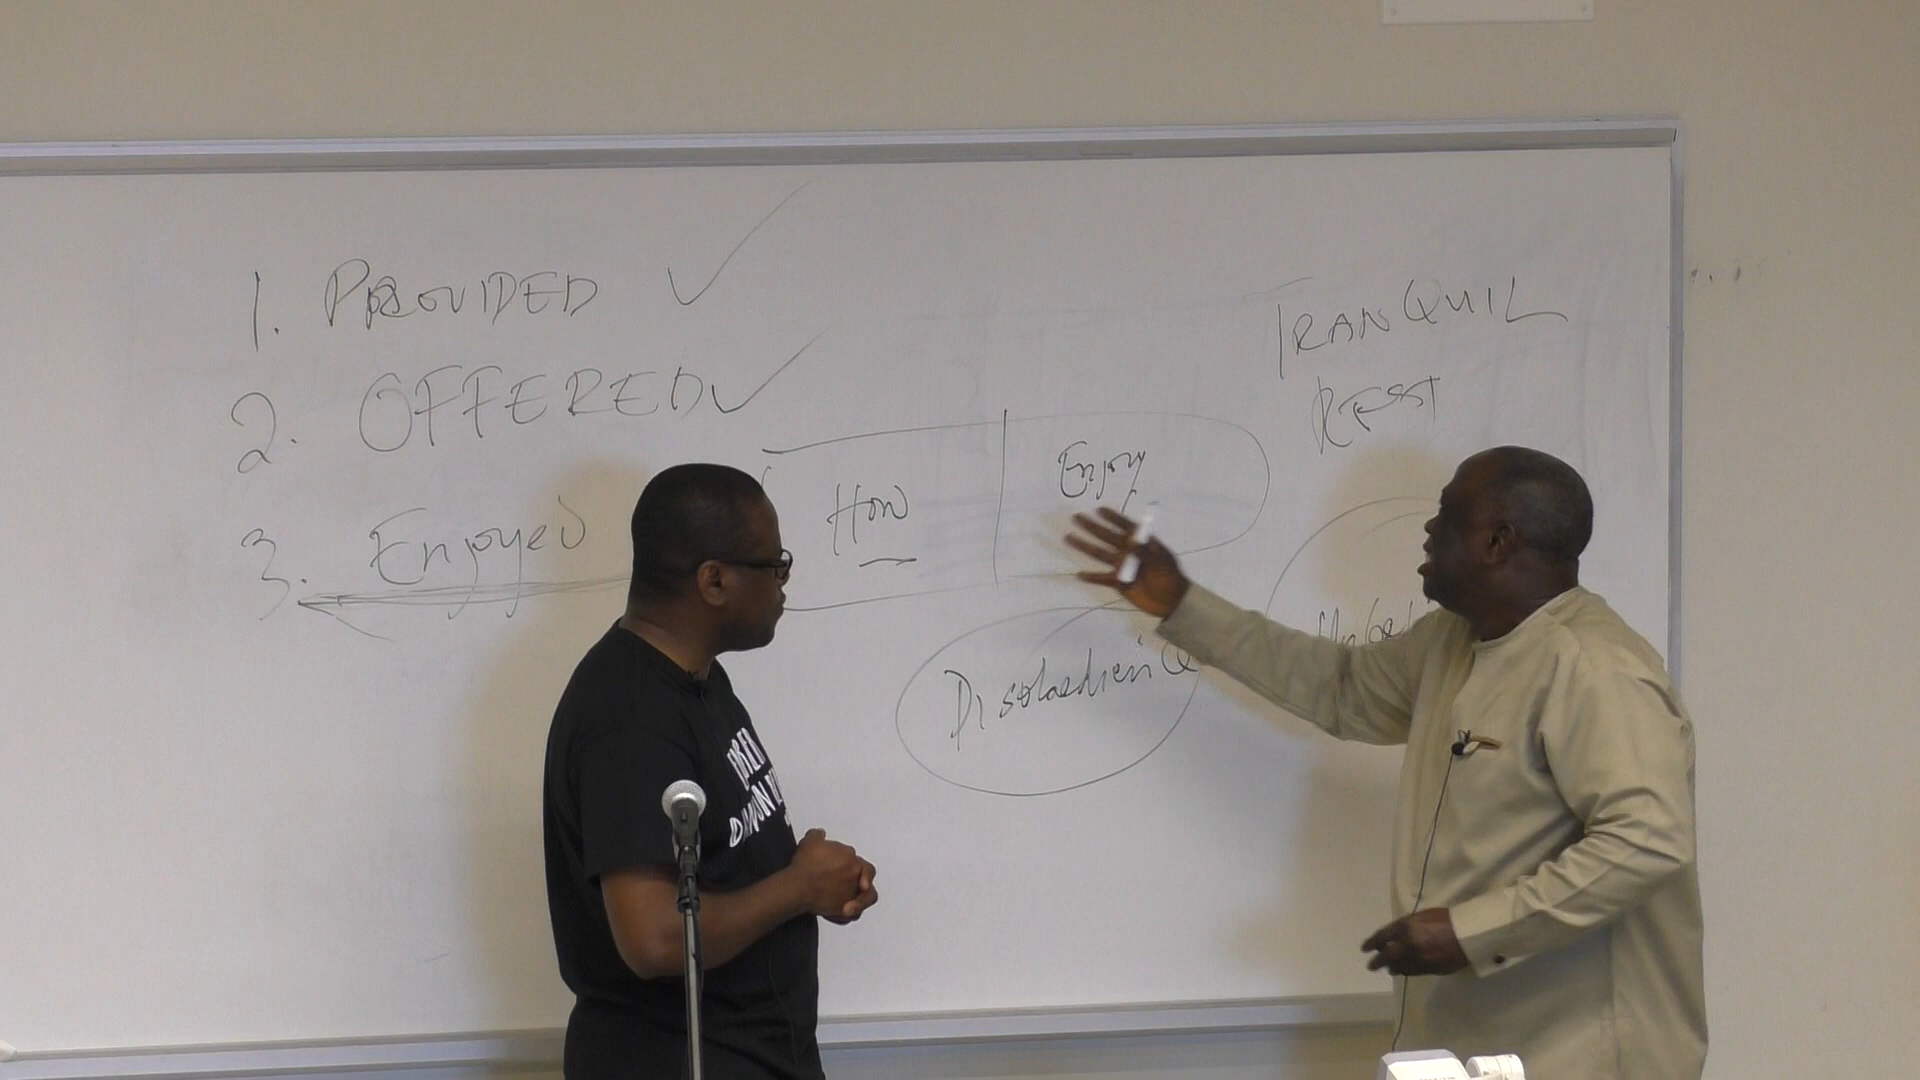 1. PROVIDED
2. OFFERED
3. Enjoyed
How
Enjoy
TRANQUIL
REST
Disobedience